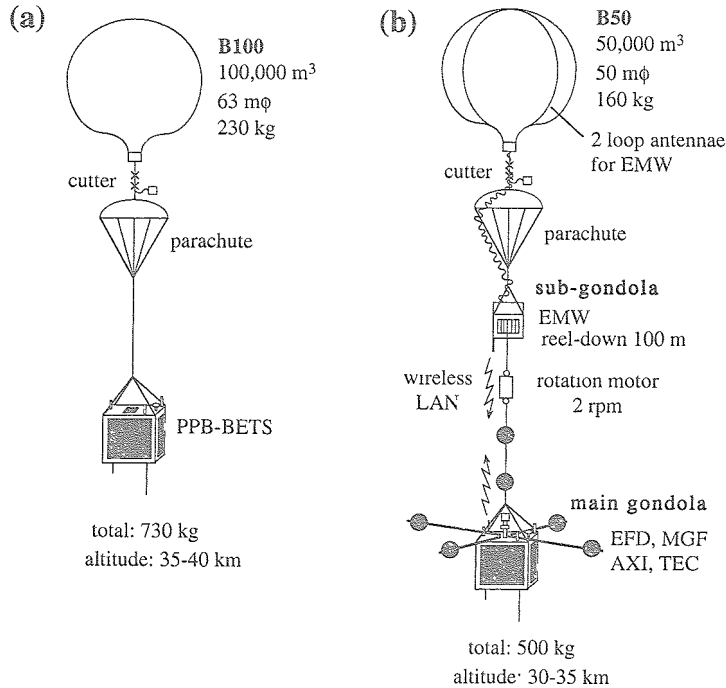 (a)
B100
100,000 m³
63 mφ
230 kg
cutter
parachute
PPB-BETS
total: 730 kg
altitude: 35-40 km
(b)
B50
50,000 m³
50 mφ
160 kg
2 loop antennae
for EMW
cutter
parachute
sub-gondola
EMW
reel-down 100 m
wireless
LAN
rotation motor
2 rpm
main gondola
EFD, MGF
AXI, TEC
total: 500 kg
altitude: 30-35 km